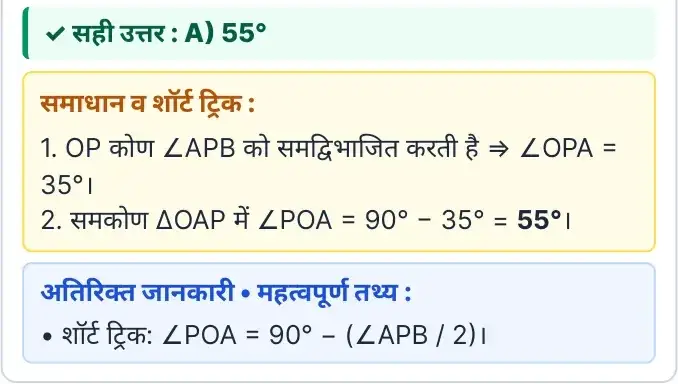 ✓ सही उत्तर : A) 55°
समाधान व शॉर्ट ट्रिक :
1. OP कोण ∠APB को समद्विभाजित करती है ⇒ ∠OPA =
35°।
2. समकोण ΔOAP में ∠POA = 90° − 35° = 55°।
अतिरिक्त जानकारी • महत्वपूर्ण तथ्य :
• शॉर्ट ट्रिक: ∠POA = 90° − (∠APB / 2)।